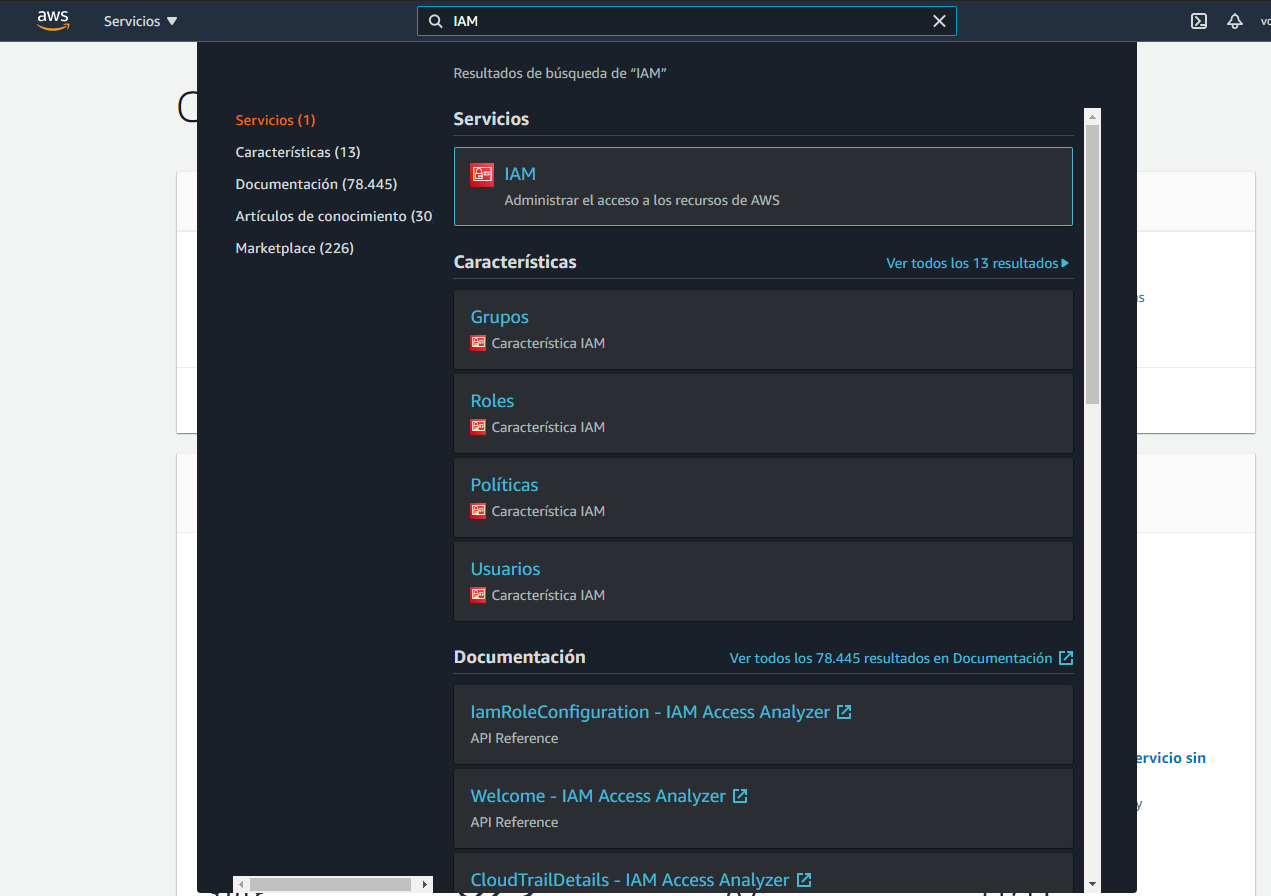 aws
Servicios
IAM
Resultados de búsqueda de “IAM”
Servicios (1)
Características (13)
Documentación (78.445)
Artículos de conocimiento (30
Marketplace (226)
Servicios
IAM
Administrar el acceso a los recursos de AWS
Características
Ver todos los 13 resultados
Grupos
Característica IAM
Roles
Característica IAM
Políticas
Característica IAM
Usuarios
Característica IAM
Documentación
Ver todos los 78.445 resultados en Documentación
IamRoleConfiguration - IAM Access Analyzer
API Reference
Welcome - IAM Access Analyzer
API Reference
CloudTrailDetails - IAM Access Analyzer
ervicio sin